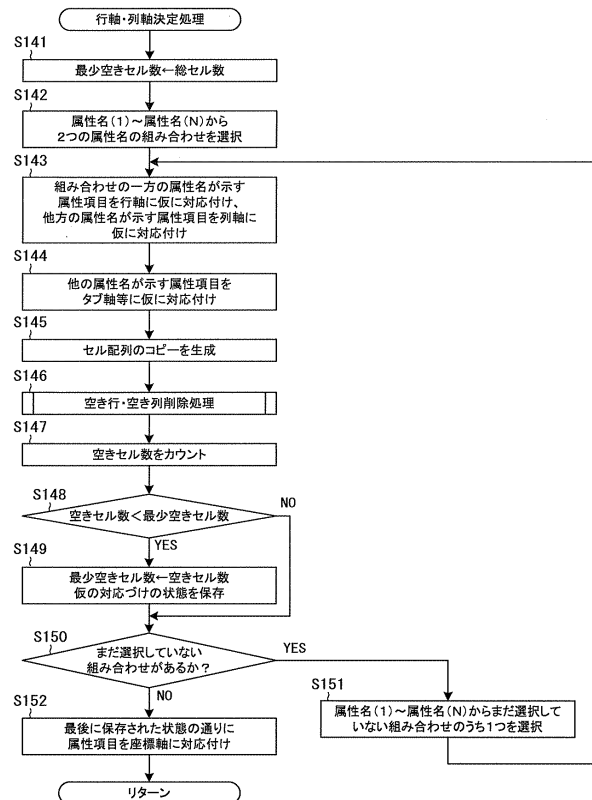 行軸・列軸決定処理
S141
最少空きセル数←総セル数
S142
属性名(1)～属性名(N)から
2つの属性名の組み合わせを選択
S143
組み合わせの一方の属性名が示す
属性項目を行軸に仮に対応付け、
他方の属性名が示す属性項目を列軸に
仮に対応付け
S144
他の属性名が示す属性項目を
タブ軸等に仮に対応付け
S145
セル配列のコピーを生成
S146
空き行・空き列削除処理
S147
空きセル数をカウント
S148
空きセル数<最少空きセル数
NO
YES
S149
最少空きセル数←空きセル数
仮の対応づけの状態を保存
S150
まだ選択していない
組み合わせがあるか?
YES
NO
S151
属性名(1)～属性名(N)からまだ選択して
いない組み合わせのうち1つを選択
S152
最後に保存された状態の通りに
属性項目を座標軸に対応付け
リターン